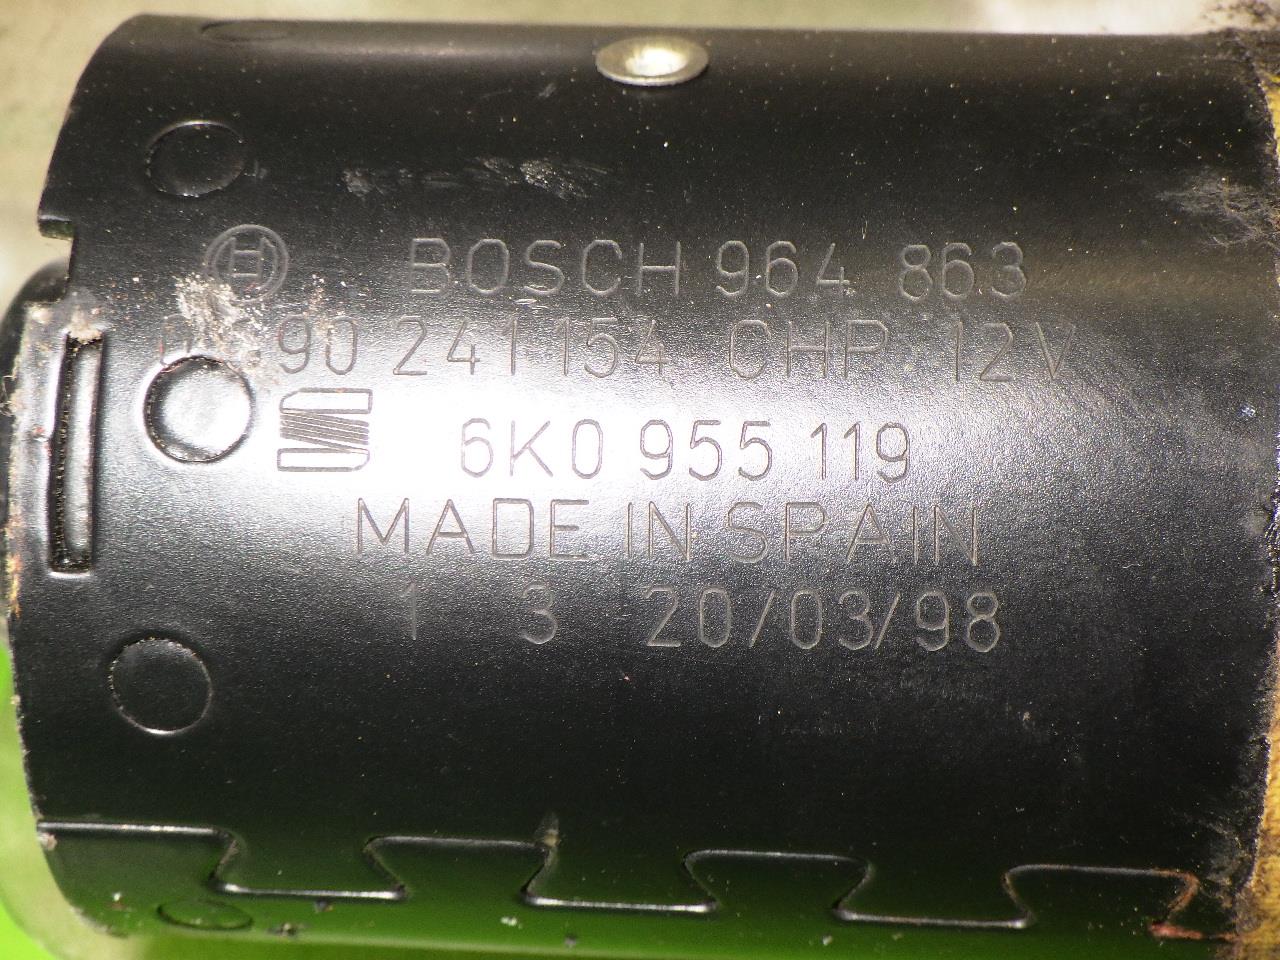 BOSCH 964 863
90 241 154 CHP 12V
6K0 955 119
MADE IN SPAIN
1 3 20/03/98